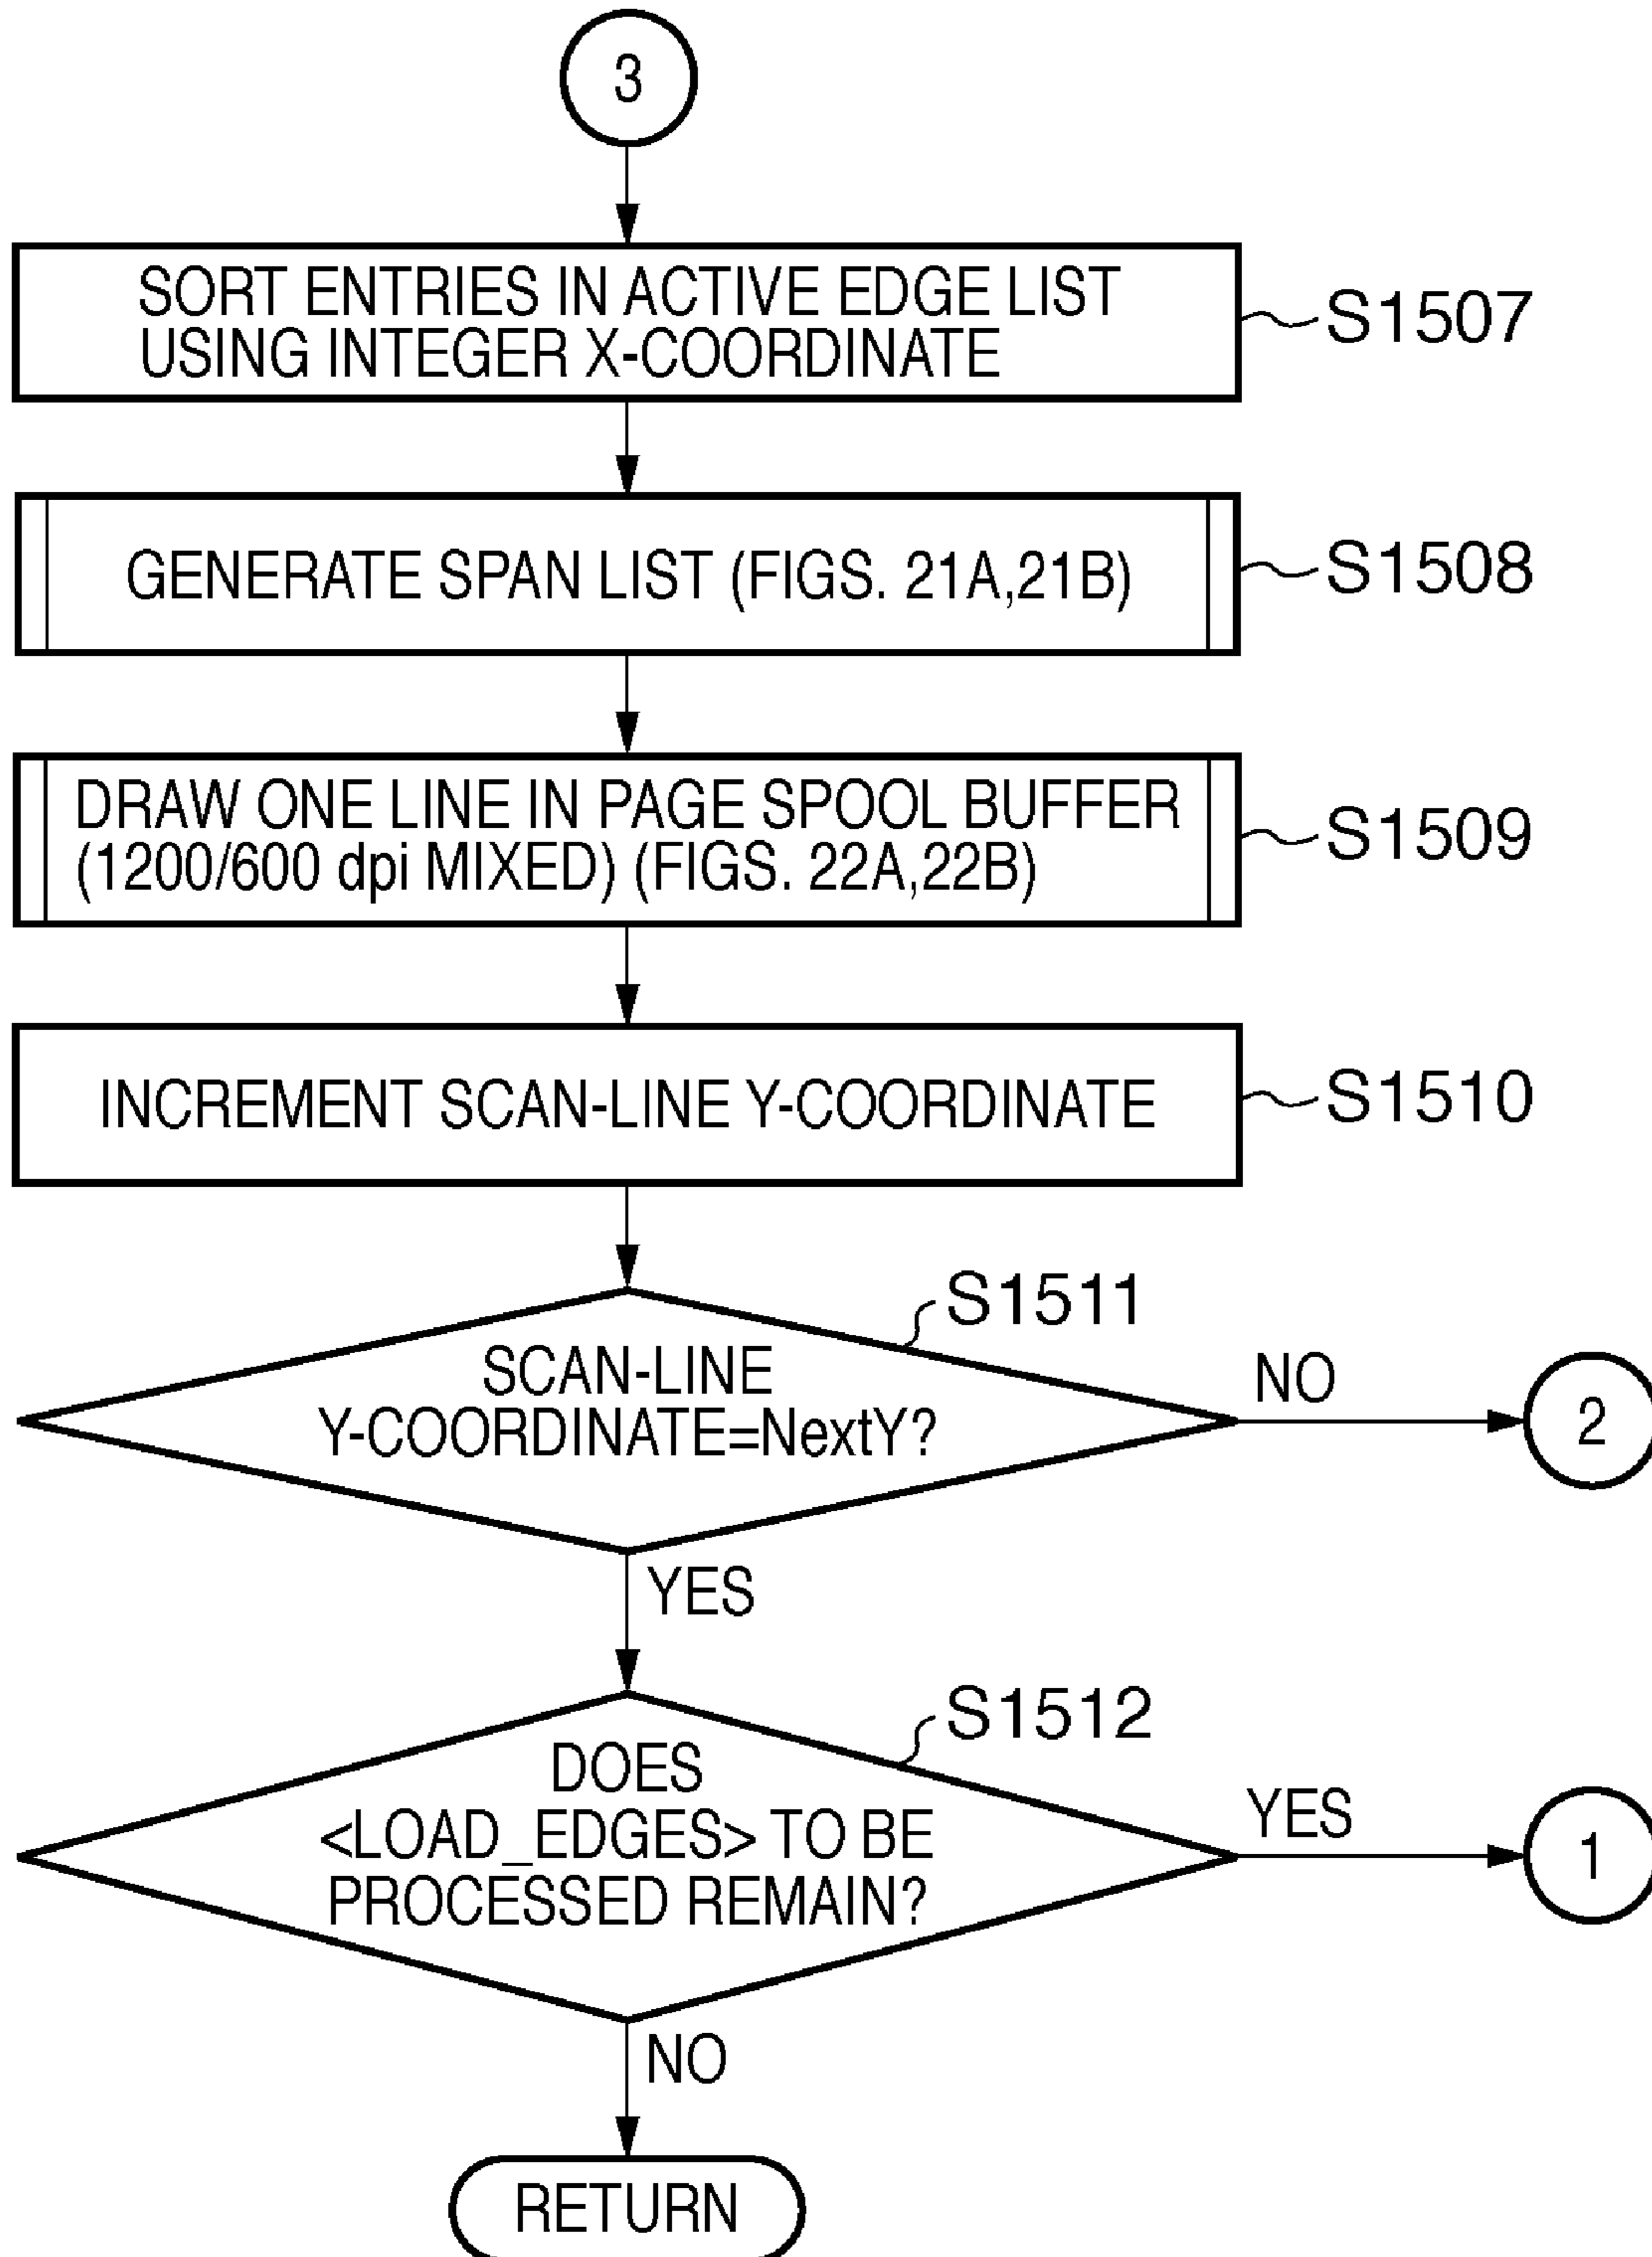 3
SORT ENTRIES IN ACTIVE EDGE LIST
USING INTEGER X-COORDINATE
S1507
GENERATE SPAN LIST (FIGS. 21A,21B)
S1508
DRAW ONE LINE IN PAGE SPOOL BUFFER
(1200/600 dpi MIXED) (FIGS. 22A,22B)
S1509
INCREMENT SCAN-LINE Y-COORDINATE
S1510
S1511
SCAN-LINE
Y-COORDINATE=NextY?
NO
2
YES
S1512
DOES
<LOAD_EDGES> TO BE
PROCESSED REMAIN?
YES
1
NO
RETURN